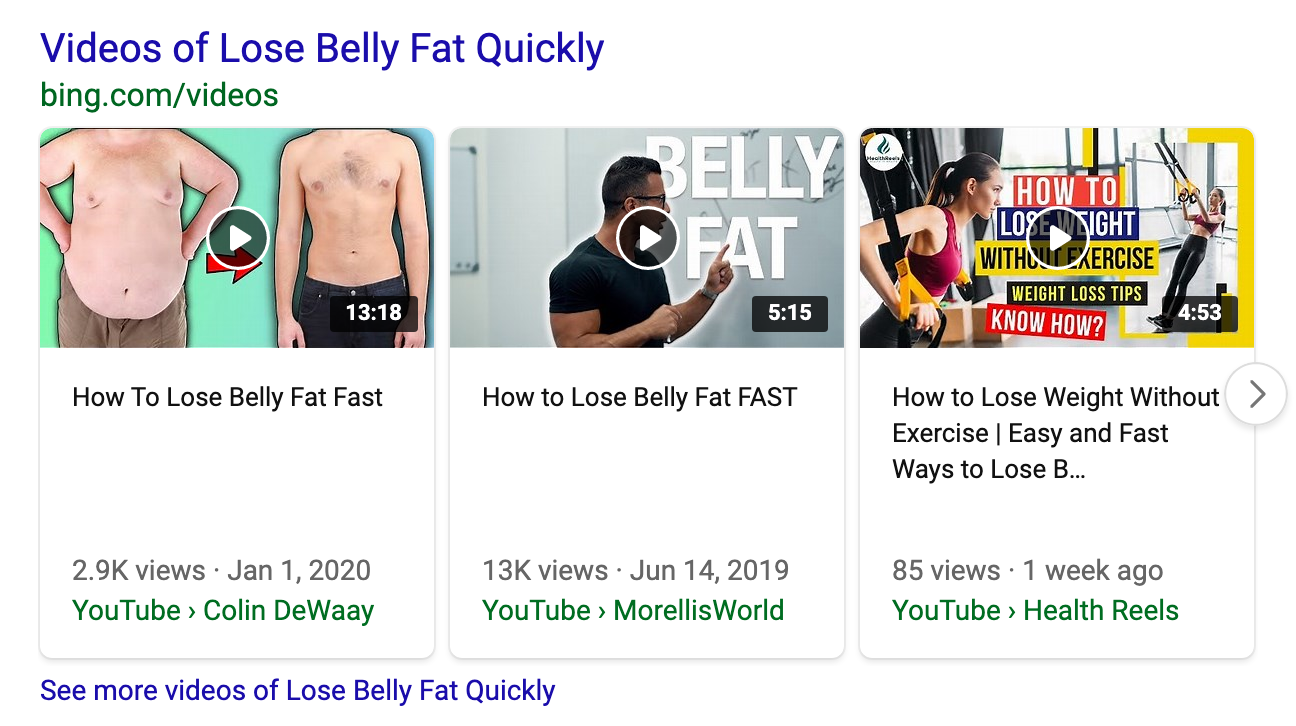 Videos of Lose Belly Fat Quickly
bing.com/videos
13:18
BELLY
FAT
5:15
HealthReels
HOW TO
LOSE WEIGHT
WITHOUT EXERCISE
WEIGHT LOSS TIPS
KNOW HOW?
4:53
How To Lose Belly Fat Fast
How to Lose Belly Fat FAST
How to Lose Weight Without
Exercise | Easy and Fast
Ways to Lose B...
2.9K views · Jan 1, 2020
YouTube › Colin DeWaay
13K views · Jun 14, 2019
YouTube › MorellisWorld
85 views · 1 week ago
YouTube › Health Reels
See more videos of Lose Belly Fat Quickly